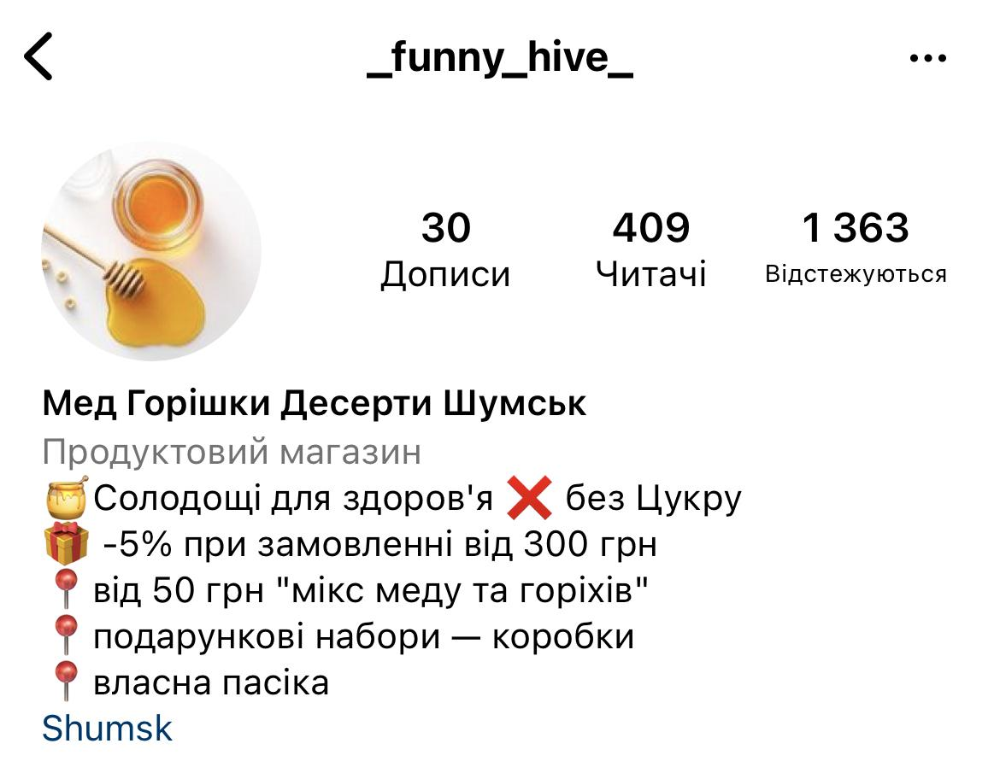 _funny_hive_
30 409 1 363
Дописи Читачі Відстежуються
Мед Горішки Десерти Шумськ
Продуктовий магазин
🍯Солодощі для здоров'я ❌ без Цукру
🎁 -5% при замовленні від 300 грн
📍від 50 грн "мікс меду та горіхів"
📍подарункові набори — коробки
📍власна пасіка
Shumsk